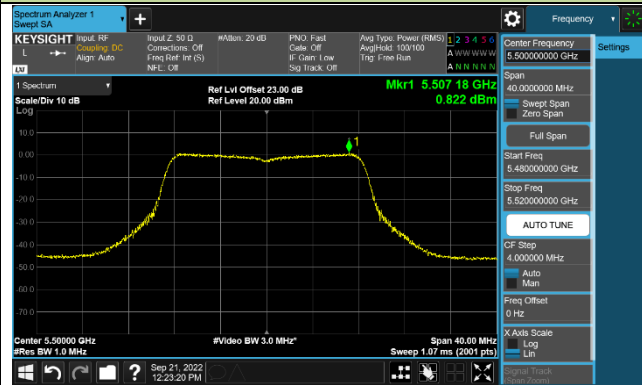 Spectrum Analyzer 1
Swept SA
+
Frequency
KEYSIGHT
L
LXI
Input: RF
Coupling: DC
Align: Auto
Input Z: 50 Ω
Corrections: Off
Freq Ref: Int (S)
NFE: Off
#Atten: 20 dB
PNO: Fast
Gate: Off
IF Gain: Low
Sig Track: Off
Avg Type: Power (RMS)
Avg|Hold: 100/100
Trig: Free Run
1 2 3 4 5 6
A W W W W W
A N N N N N
Center Frequency
5.500000000 GHz
Settings
Span
40.0000000 MHz
Swept Span
Zero Span
Full Span
Start Freq
5.480000000 GHz
Stop Freq
5.520000000 GHz
AUTO TUNE
CF Step
4.000000 MHz
Auto
Man
Freq Offset
0 Hz
X Axis Scale
Log
Lin
Signal Track
(Span Zoom)
1 Spectrum
Scale/Div 10 dB
Log
Ref Lvl Offset 23.00 dB
Ref Level 20.00 dBm
Mkr1 5.507 18 GHz
0.822 dBm
1
10.0
0.00
-10.0
-20.0
-30.0
-40.0
-50.0
-60.0
-70.0
Center 5.50000 GHz
#Res BW 1.0 MHz
#Video BW 3.0 MHz*
Span 40.00 MHz
Sweep 1.07 ms (2001 pts)
?
Sep 21, 2022
12:23:20 PM